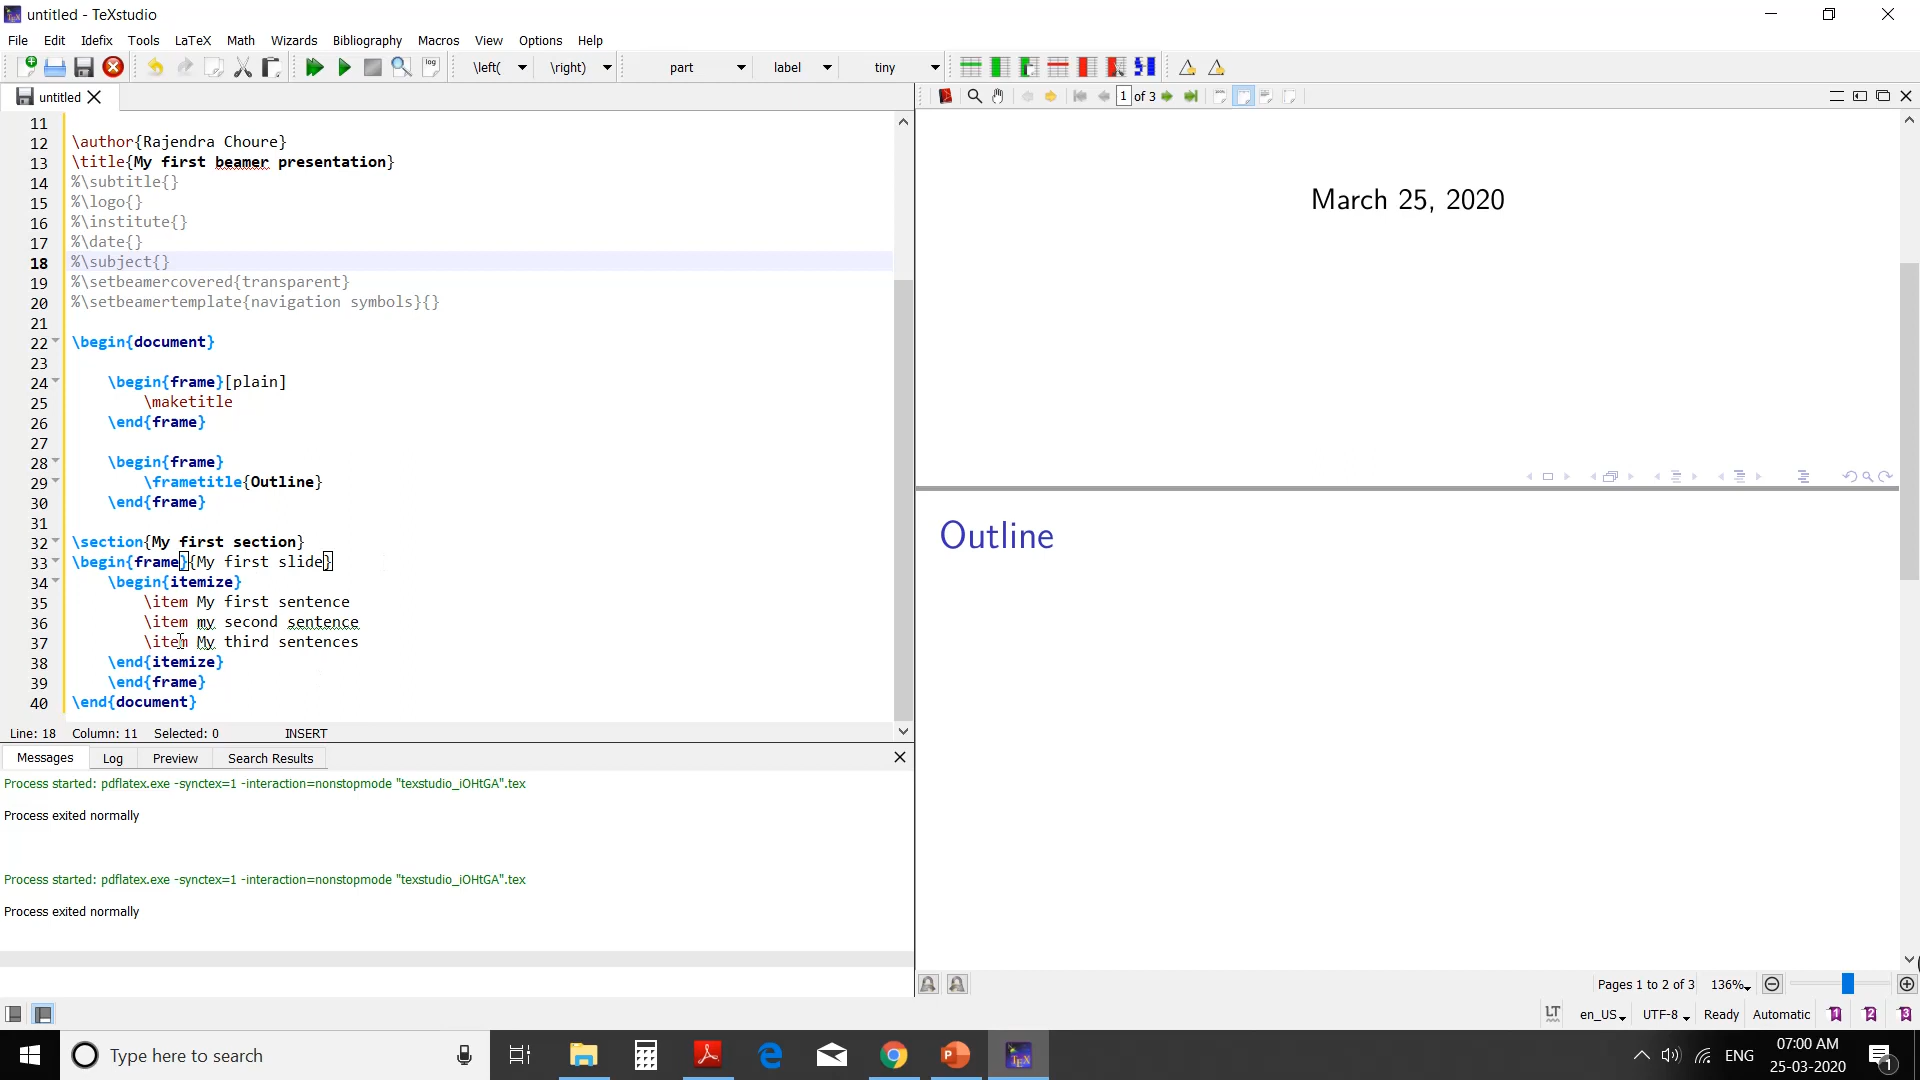 untitled - TeXstudio
File Edit Idefix Tools LaTeX Math Wizards Bibliography Macros View Options Help
\left( \right) part label tiny
untitled
1 of 3
11
12 \author{Rajendra Choure}
13 \title{My first beamer presentation}
14 %\subtitle{}
15 %\logo{}
16 %\institute{}
17 %\date{}
18 %\subject{}
19 %\setbeamercovered{transparent}
20 %\setbeamertemplate{navigation symbols}{}
21
22 \begin{document}
23
24 \begin{frame}[plain]
25 \maketitle
26 \end{frame}
27
28 \begin{frame}
29 \frametitle{Outline}
30 \end{frame}
31
32 \section{My first section}
33 \begin{frame}{My first slide}
34 \begin{itemize}
35 \item My first sentence
36 \item my second sentence
37 \item My third sentences
38 \end{itemize}
39 \end{frame}
40 \end{document}
Line: 18 Column: 11 Selected: 0 INSERT
Messages Log Preview Search Results
Process started: pdflatex.exe -synctex=1 -interaction=nonstopmode "texstudio_iOHtGA".tex
Process exited normally
Process started: pdflatex.exe -synctex=1 -interaction=nonstopmode "texstudio_iOHtGA".tex
Process exited normally
March 25, 2020
Outline
Pages 1 to 2 of 3 136%
LT en_US UTF-8 Ready Automatic 1 2 3
Type here to search
ENG
07:00 AM
25-03-2020
1